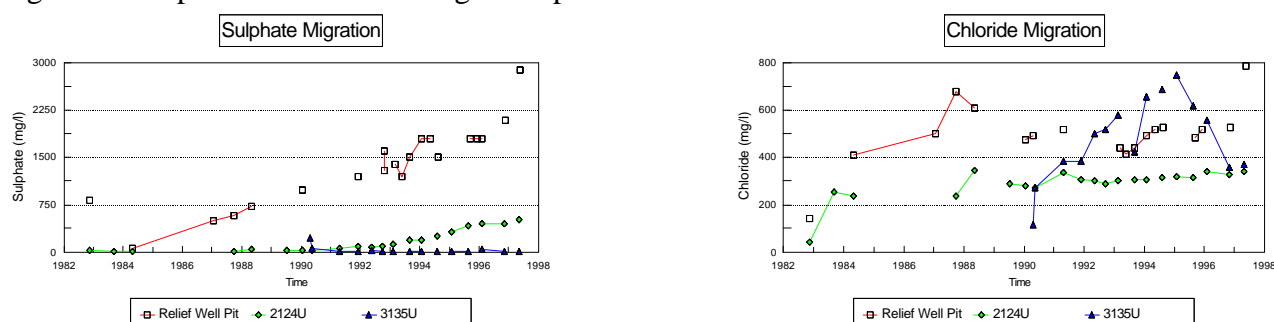 Sulphate Migration
3000
2250
1500
750
0
Sulphate (mg/l)
1982 1984 1986 1988 1990 1992 1994 1996 1998
Time
Relief Well Pit 2124U 3135U
Chloride Migration
800
600
400
200
0
Chloride (mg/l)
1982 1984 1986 1988 1990 1992 1994 1996 1998
Time
Relief Well Pit 2124U 3135U